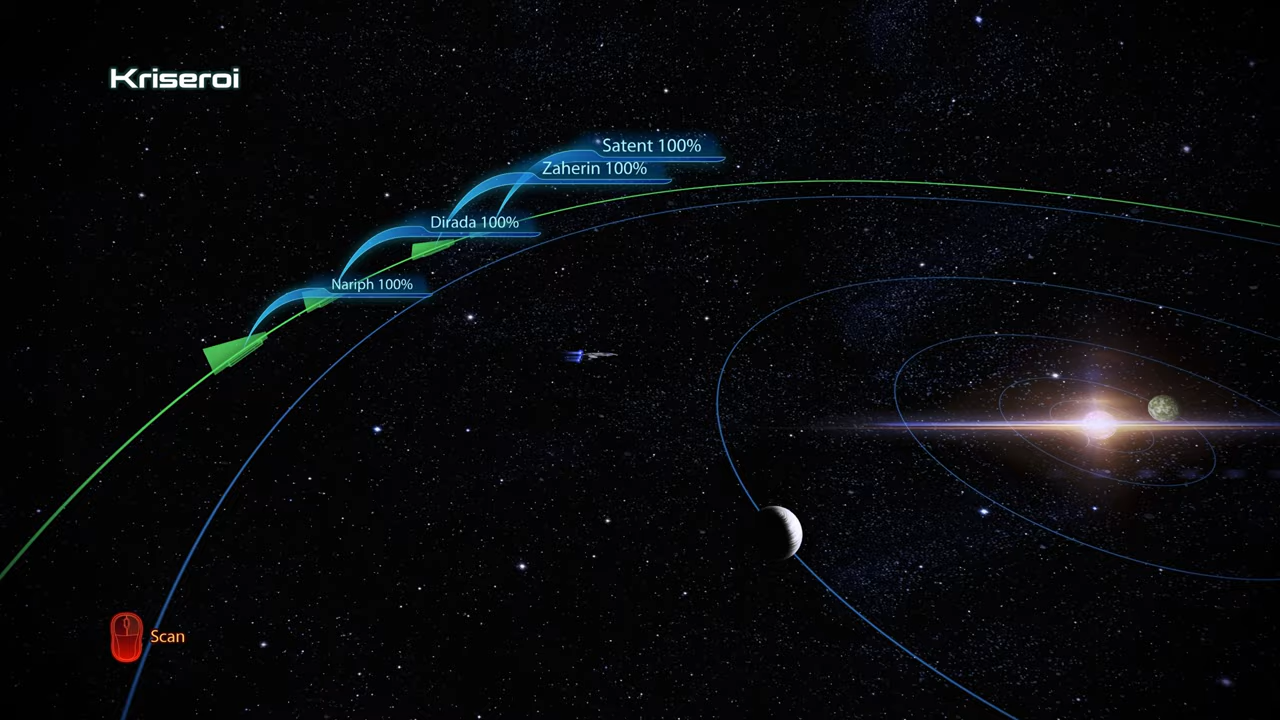 Kriseroi
Satent 100%
Zaherin 100%
Dirada 100%
Nariph 100%
Scan